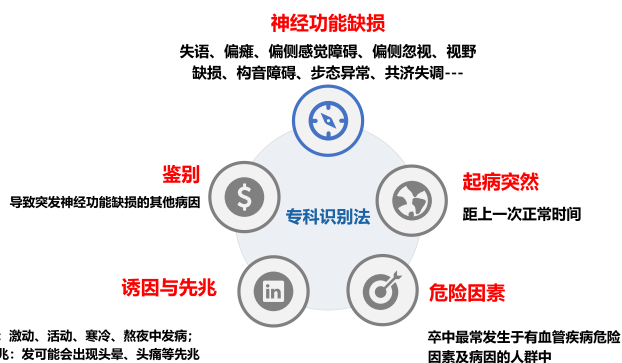 神经功能缺损
失语、偏瘫、偏侧感觉障碍、偏侧忽视、视野
缺损、构音障碍、步态异常、共济失调---
鉴别
导致突发神经功能缺损的其他病因
起病突然
距上一次正常时间
专科识别法
诱因与先兆
：激动、活动、寒冷、熬夜中发病；
兆：发可能会出现头晕、头痛等先兆
危险因素
卒中最常发生于有血管疾病危险
因素及病因的人群中
$
in